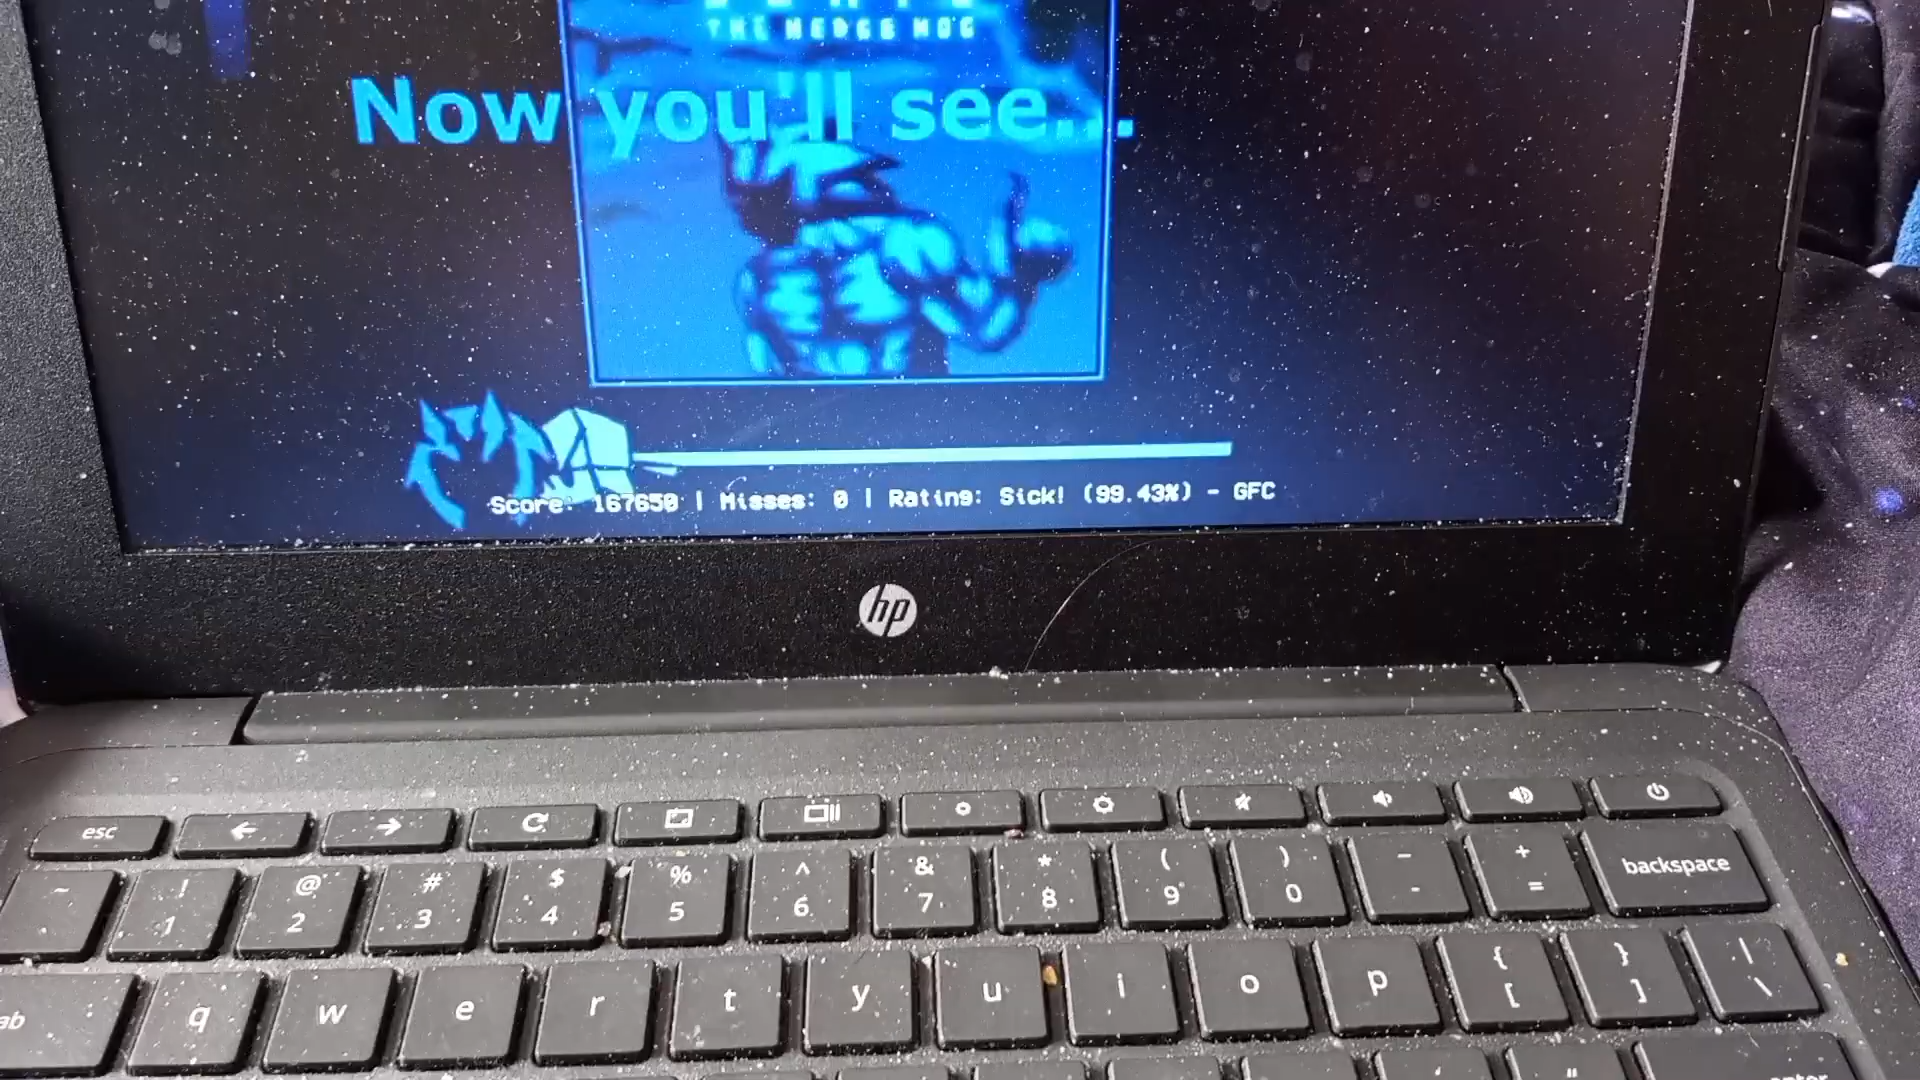 THE HEDGE HOG
Now you'll see...
Score: 167650 | Misses: 0 | Rating: Sick! (99.43%) - GFC
hp
esc
~ ! 1 @ 2 # 3 $ 4 % 5 ^ 6 & 7 * 8 ( 9 ) 0 _ - + = backspace
q w e r t y u i o p { [ } ] | \